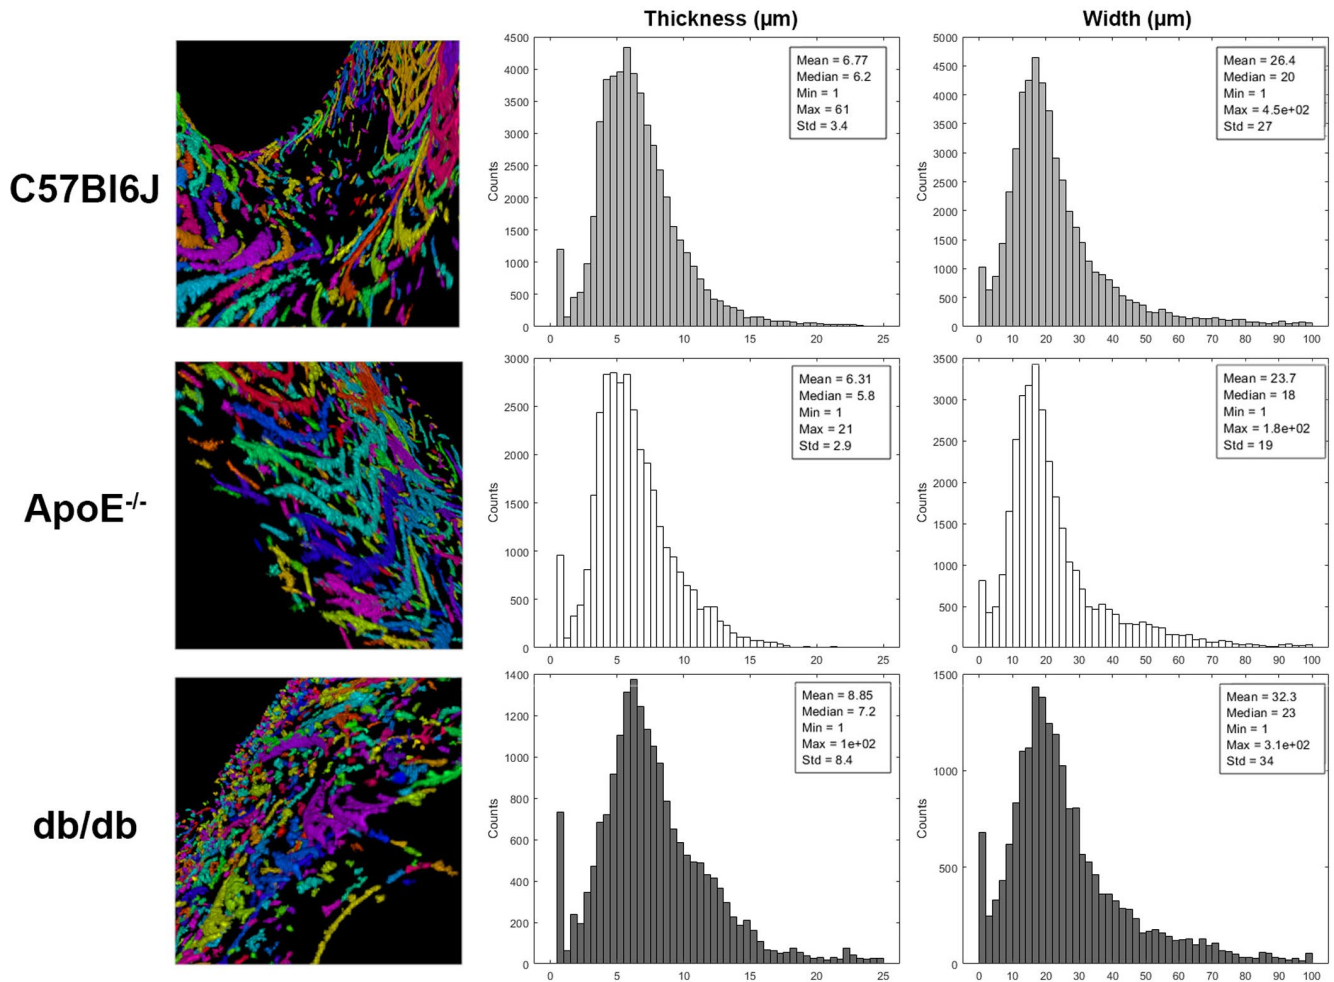 Thickness (µm)
Width (µm)
C57Bl6J
Counts
4500
4000
3500
3000
2500
2000
1500
1000
500
0
0 5 10 15 20 25
Mean = 6.77
Median = 6.2
Min = 1
Max = 61
Std = 3.4
Counts
5000
4500
4000
3500
3000
2500
2000
1500
1000
500
0
0 10 20 30 40 50 60 70 80 90 100
Mean = 26.4
Median = 20
Min = 1
Max = 4.5e+02
Std = 27
ApoE-/-
Counts
3000
2500
2000
1500
1000
500
0
0 5 10 15 20 25
Mean = 6.31
Median = 5.8
Min = 1
Max = 21
Std = 2.9
Counts
3500
3000
2500
2000
1500
1000
500
0
0 10 20 30 40 50 60 70 80 90 100
Mean = 23.7
Median = 18
Min = 1
Max = 1.8e+02
Std = 19
db/db
Counts
1400
1200
1000
800
600
400
200
0
0 5 10 15 20 25
Mean = 8.85
Median = 7.2
Min = 1
Max = 1e+02
Std = 8.4
Counts
1500
1000
500
0
0 10 20 30 40 50 60 70 80 90 100
Mean = 32.3
Median = 23
Min = 1
Max = 3.1e+02
Std = 34